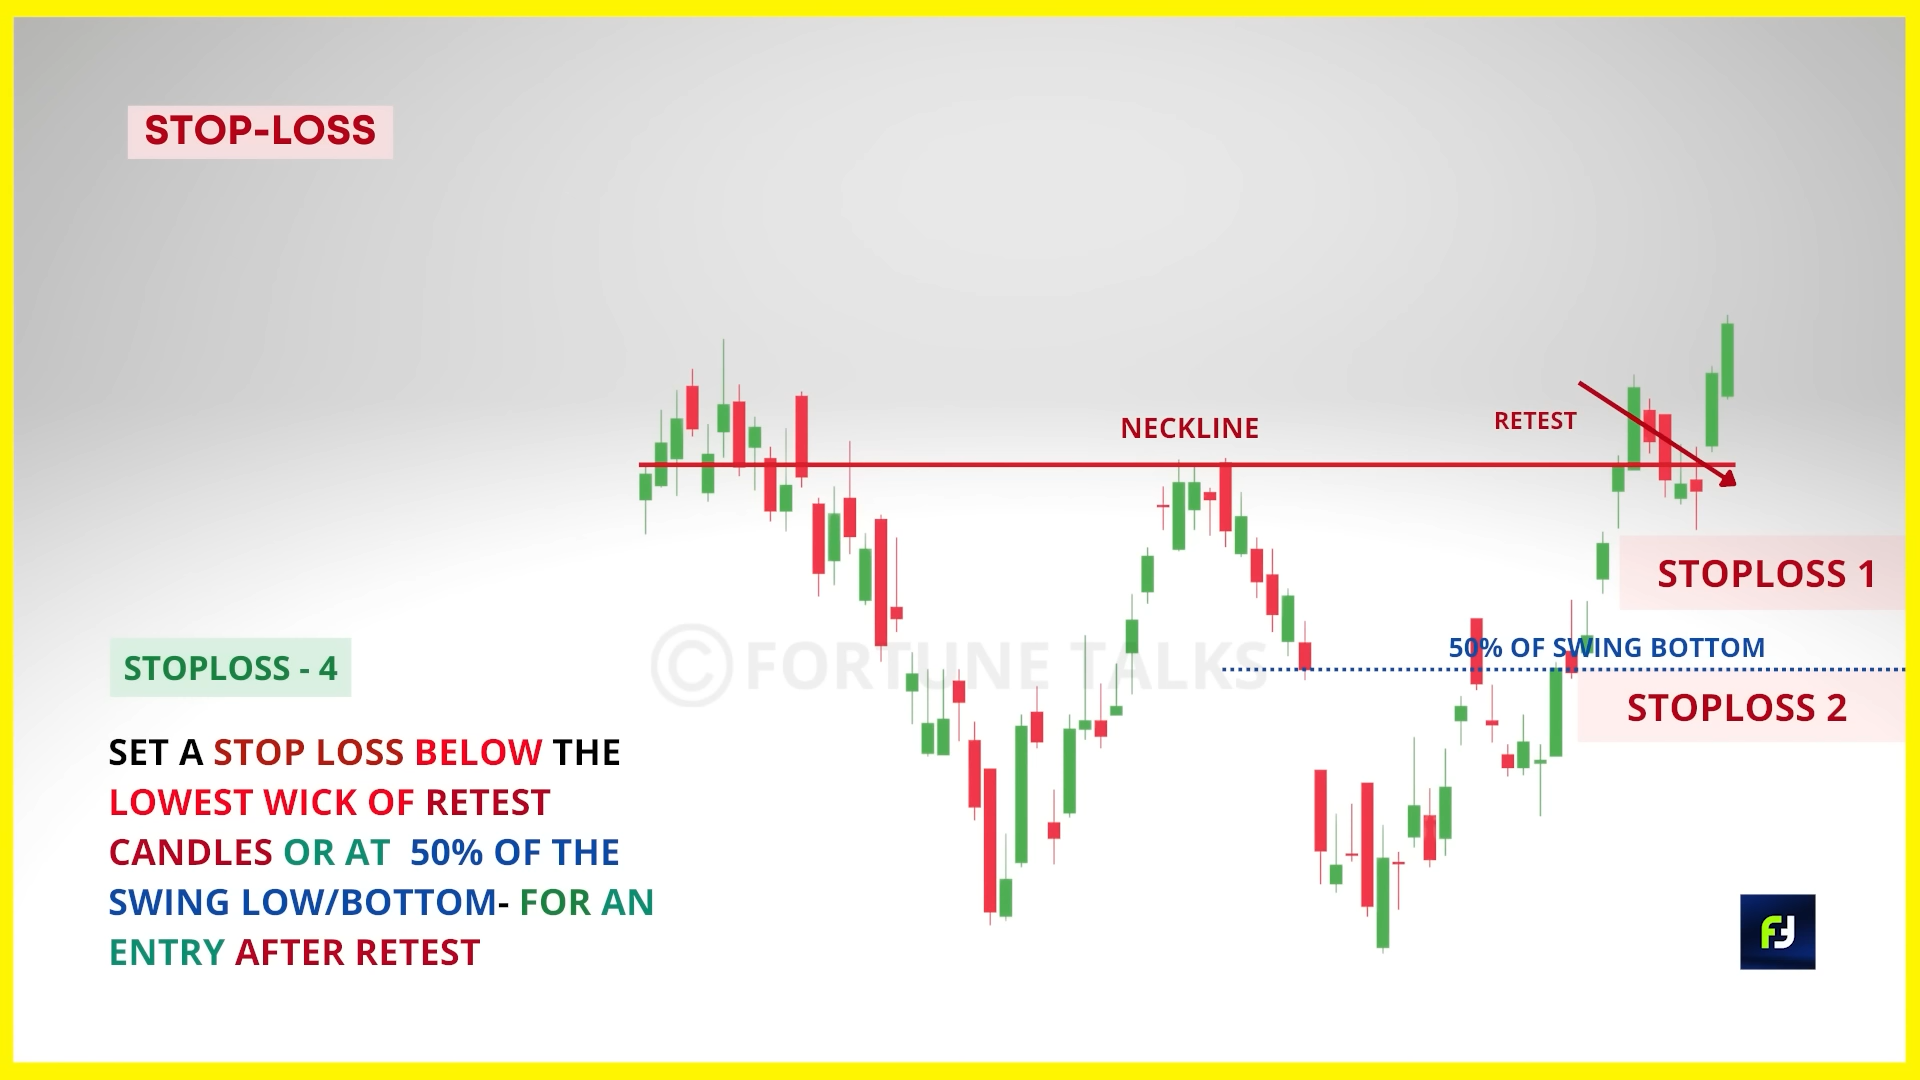 STOP-LOSS
NECKLINE
RETEST
STOPLOSS 1
50% OF SWING BOTTOM
STOPLOSS 2
© FORTUNE TALKS
STOPLOSS - 4
SET A STOP LOSS BELOW THE
LOWEST WICK OF RETEST
CANDLES OR AT 50% OF THE
SWING LOW/BOTTOM- FOR AN
ENTRY AFTER RETEST